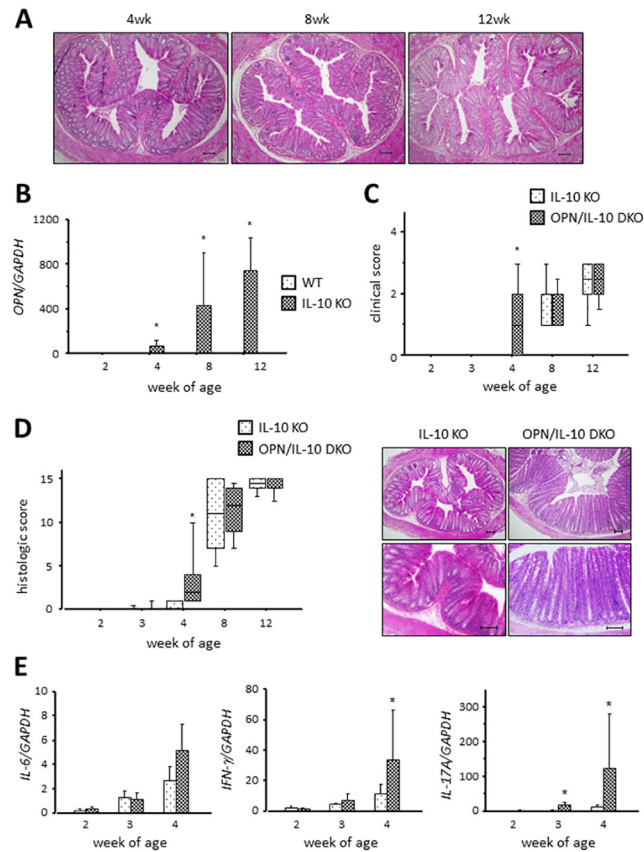 A
4wk 8wk 12wk
B
OPN/GAPDH
1200
800
400
0
2 4 8 12
week of age
* * *
WT
IL-10 KO
C
IL-10 KO
OPN/IL-10 DKO
clinical score
4
2
0
*
2 3 4 8 12
week of age
D
IL-10 KO
OPN/IL-10 DKO
histologic score
15
10
5
0
*
2 3 4 8 12
week of age
IL-10 KO OPN/IL-10 DKO
E
IL-6/GAPDH
10
8
6
4
2
0
2 3 4
week of age
IFN-γ/GAPDH
80
60
40
20
0
*
2 3 4
week of age
IL-17A/GAPDH
300
200
100
50
0
* *
2 3 4
week of age